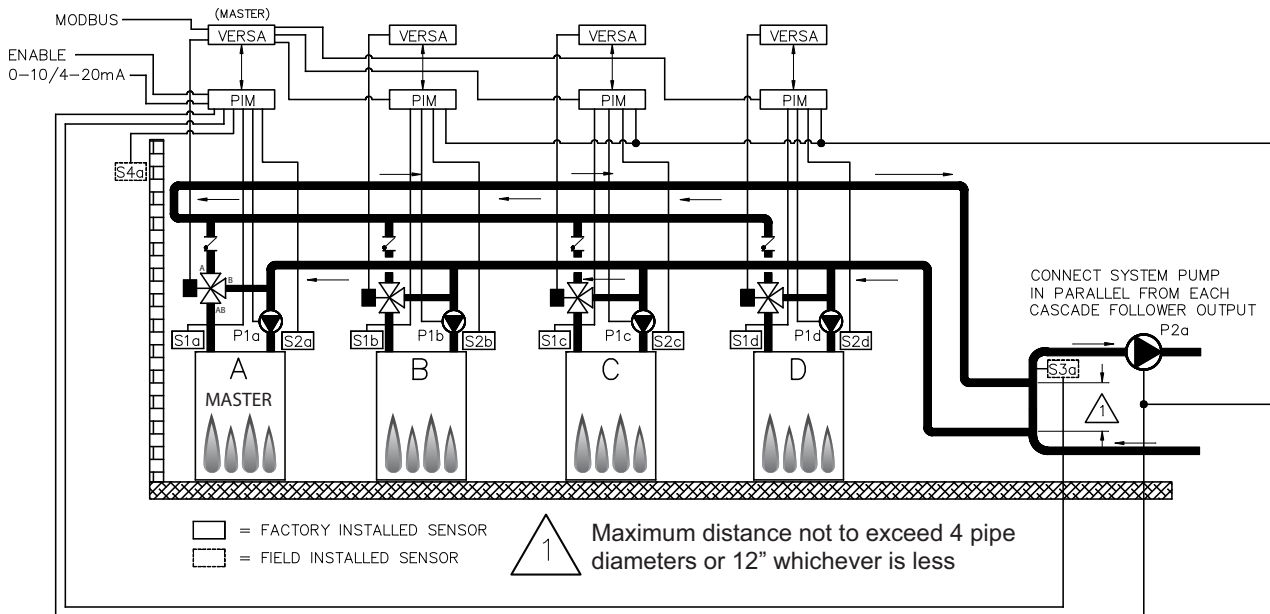 MODBUS
(MASTER)
VERSA
VERSA
VERSA
VERSA
ENABLE
0-10/4-20mA
PIM
PIM
PIM
PIM
S4a
A
B
AB
S1a
P1a
S2a
S1b
P1b
S2b
S1c
P1c
S2c
S1d
P1d
S2d
CONNECT SYSTEM PUMP
IN PARALLEL FROM EACH
CASCADE FOLLOWER OUTPUT
P2a
S3a
1
A
MASTER
B
C
D
= FACTORY INSTALLED SENSOR
= FIELD INSTALLED SENSOR
1
Maximum distance not to exceed 4 pipe
diameters or 12” whichever is less